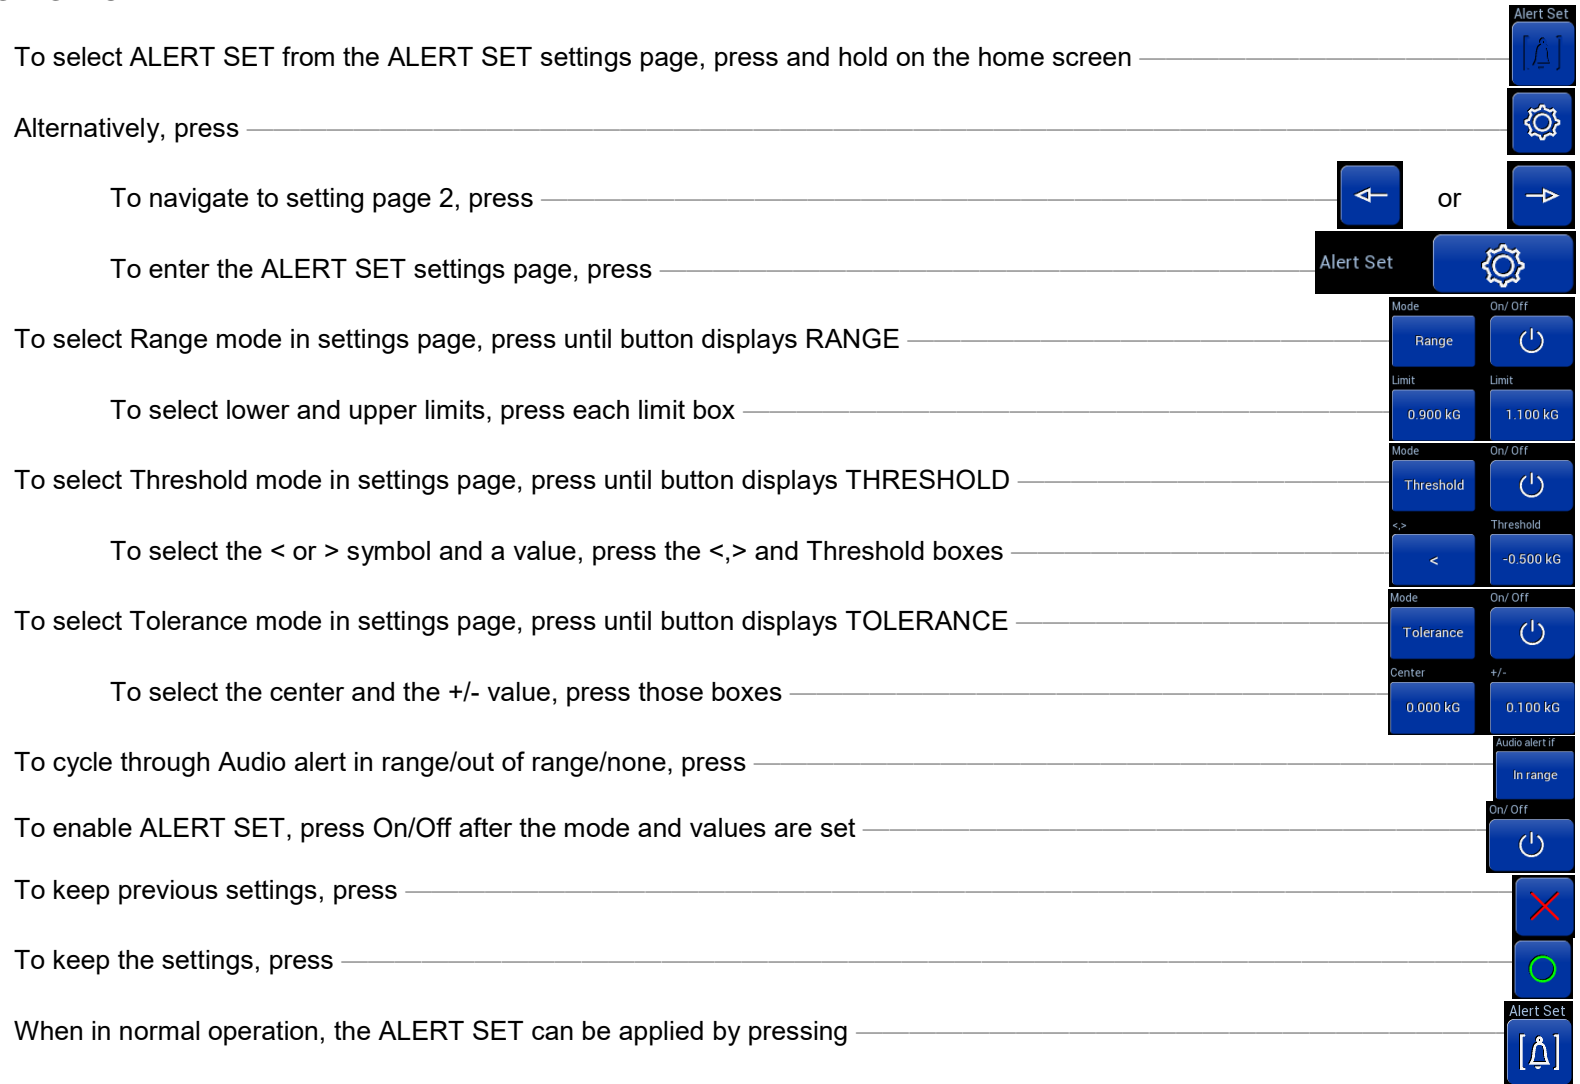 Alert Set
To select ALERT SET from the ALERT SET settings page, press and hold on the home screen
Alternatively, press
To navigate to setting page 2, press or
To enter the ALERT SET settings page, press Alert Set
Mode On/ Off
To select Range mode in settings page, press until button displays RANGE Range
Limit Limit
To select lower and upper limits, press each limit box 0.900 kG 1.100 kG
Mode On/ Off
To select Threshold mode in settings page, press until button displays THRESHOLD Threshold
<,> Threshold
To select the < or > symbol and a value, press the <,> and Threshold boxes < -0.500 kG
Mode On/ Off
To select Tolerance mode in settings page, press until button displays TOLERANCE Tolerance
Center +/-
To select the center and the +/- value, press those boxes 0.000 kG 0.100 kG
Audio alert if
To cycle through Audio alert in range/out of range/none, press In range
On/ Off
To enable ALERT SET, press On/Off after the mode and values are set
To keep previous settings, press
To keep the settings, press
Alert Set
When in normal operation, the ALERT SET can be applied by pressing